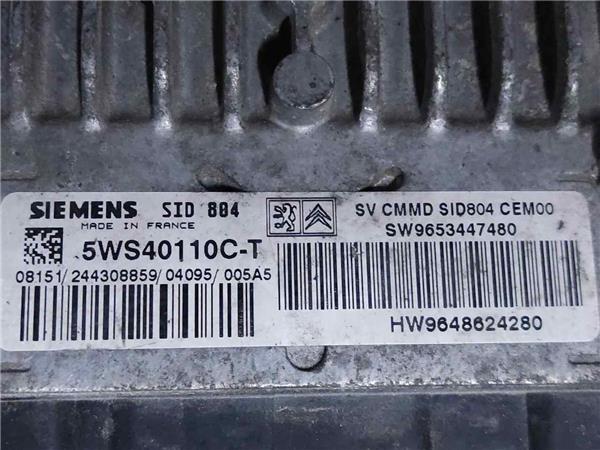 SIEMENS SID 804
MADE IN FRANCE
5WS40110C-T
08151/244308859/04095/005A5
SV CMMD SID804 CEM00
SW9653447480
HW9648624280